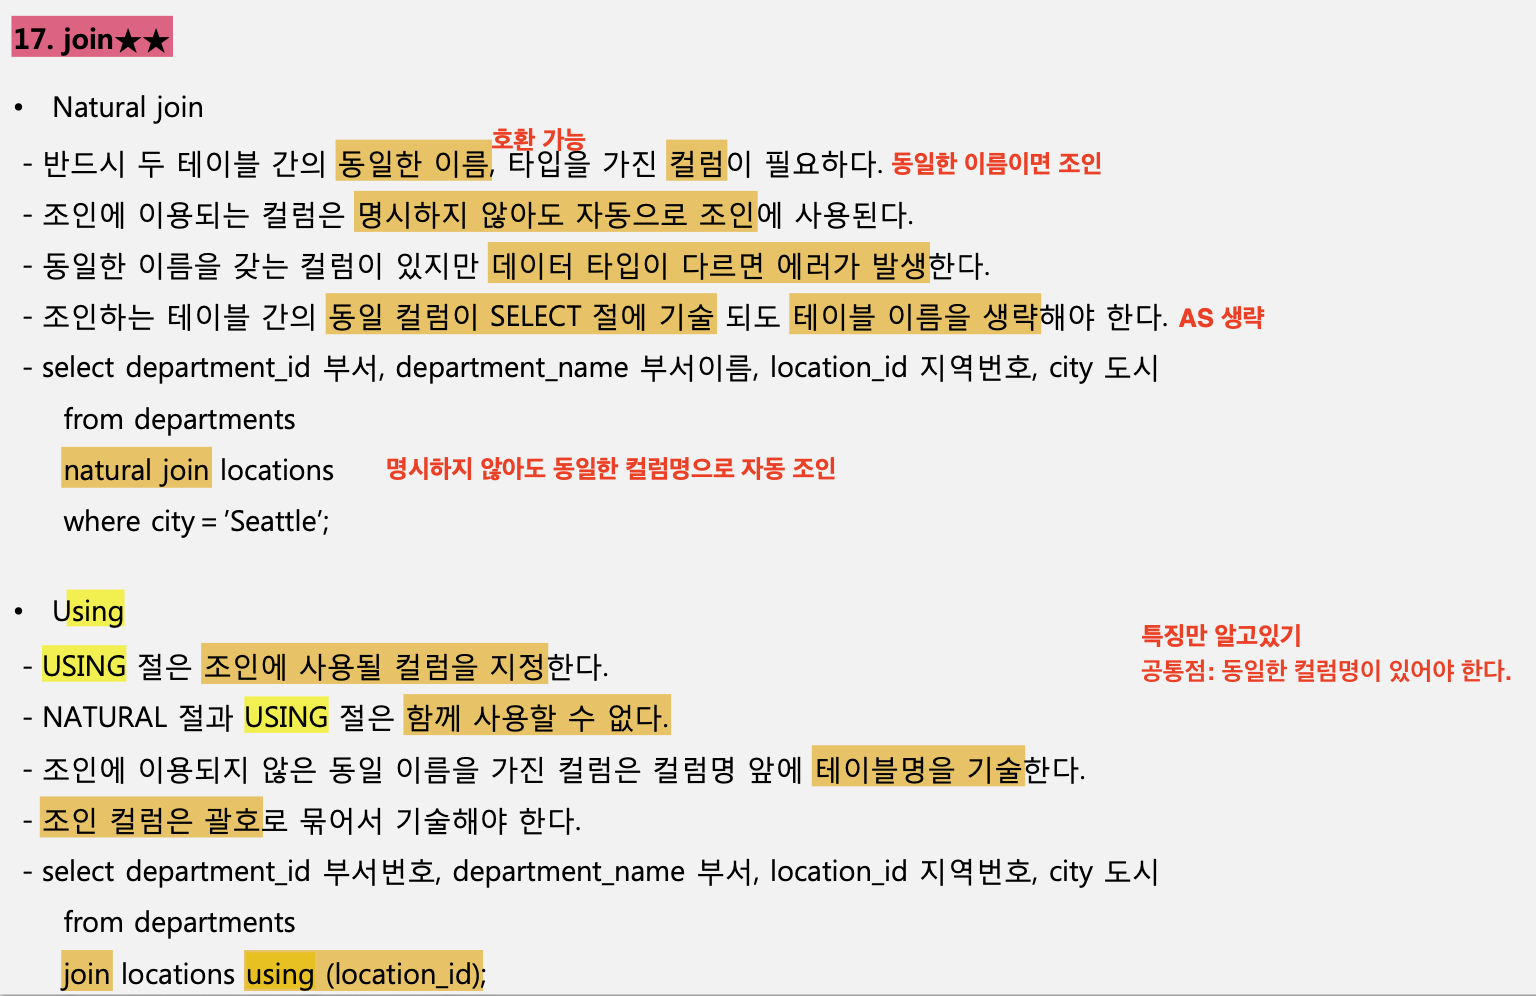 17. join★★
• Natural join
호환 가능
- 반드시 두 테이블 간의 동일한 이름, 타입을 가진 컬럼이 필요하다. 동일한 이름이면 조인
- 조인에 이용되는 컬럼은 명시하지 않아도 자동으로 조인에 사용된다.
- 동일한 이름을 갖는 컬럼이 있지만 데이터 타입이 다르면 에러가 발생한다.
- 조인하는 테이블 간의 동일 컬럼이 SELECT 절에 기술 되도 테이블 이름을 생략해야 한다. AS 생략
- select department_id 부서, department_name 부서이름, location_id 지역번호, city 도시
from departments
natural join locations 명시하지 않아도 동일한 컬럼명으로 자동 조인
where city = ’Seattle’;
• Using
특징만 알고있기
- USING 절은 조인에 사용될 컬럼을 지정한다. 공통점: 동일한 컬럼명이 있어야 한다.
- NATURAL 절과 USING 절은 함께 사용할 수 없다.
- 조인에 이용되지 않은 동일 이름을 가진 컬럼은 컬럼명 앞에 테이블명을 기술한다.
- 조인 컬럼은 괄호로 묶어서 기술해야 한다.
- select department_id 부서번호, department_name 부서, location_id 지역번호, city 도시
from departments
join locations using (location_id);